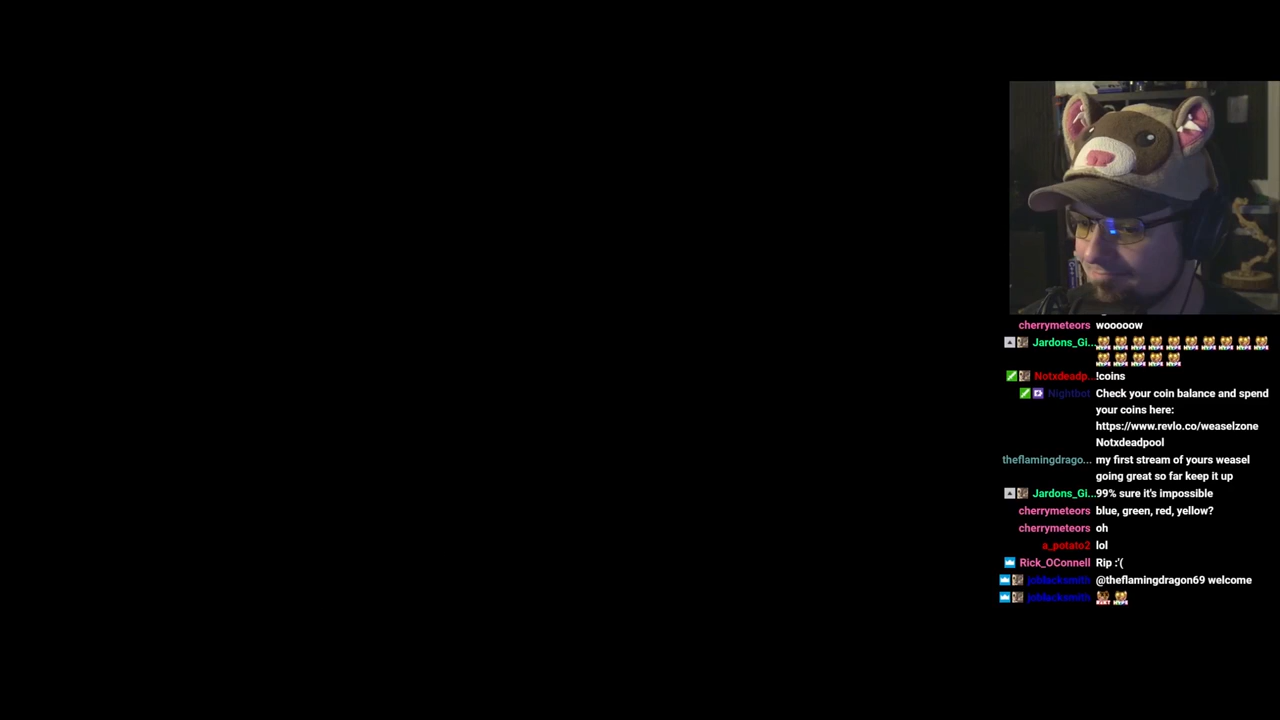 cherrymeteors wooooow
Jardons_Gi...
Notxdeadp... !coins
Nightbot Check your coin balance and spend
your coins here:
https://www.revlo.co/weaselzone
Notxdeadpool
theflamingdrago... my first stream of yours weasel
going great so far keep it up
Jardons_Gi... 99% sure it's impossible
cherrymeteors blue, green, red, yellow?
cherrymeteors oh
a_potato2 lol
Rick_OConnell Rip :'(
joblacksmith @theflamingdragon69 welcome
joblacksmith